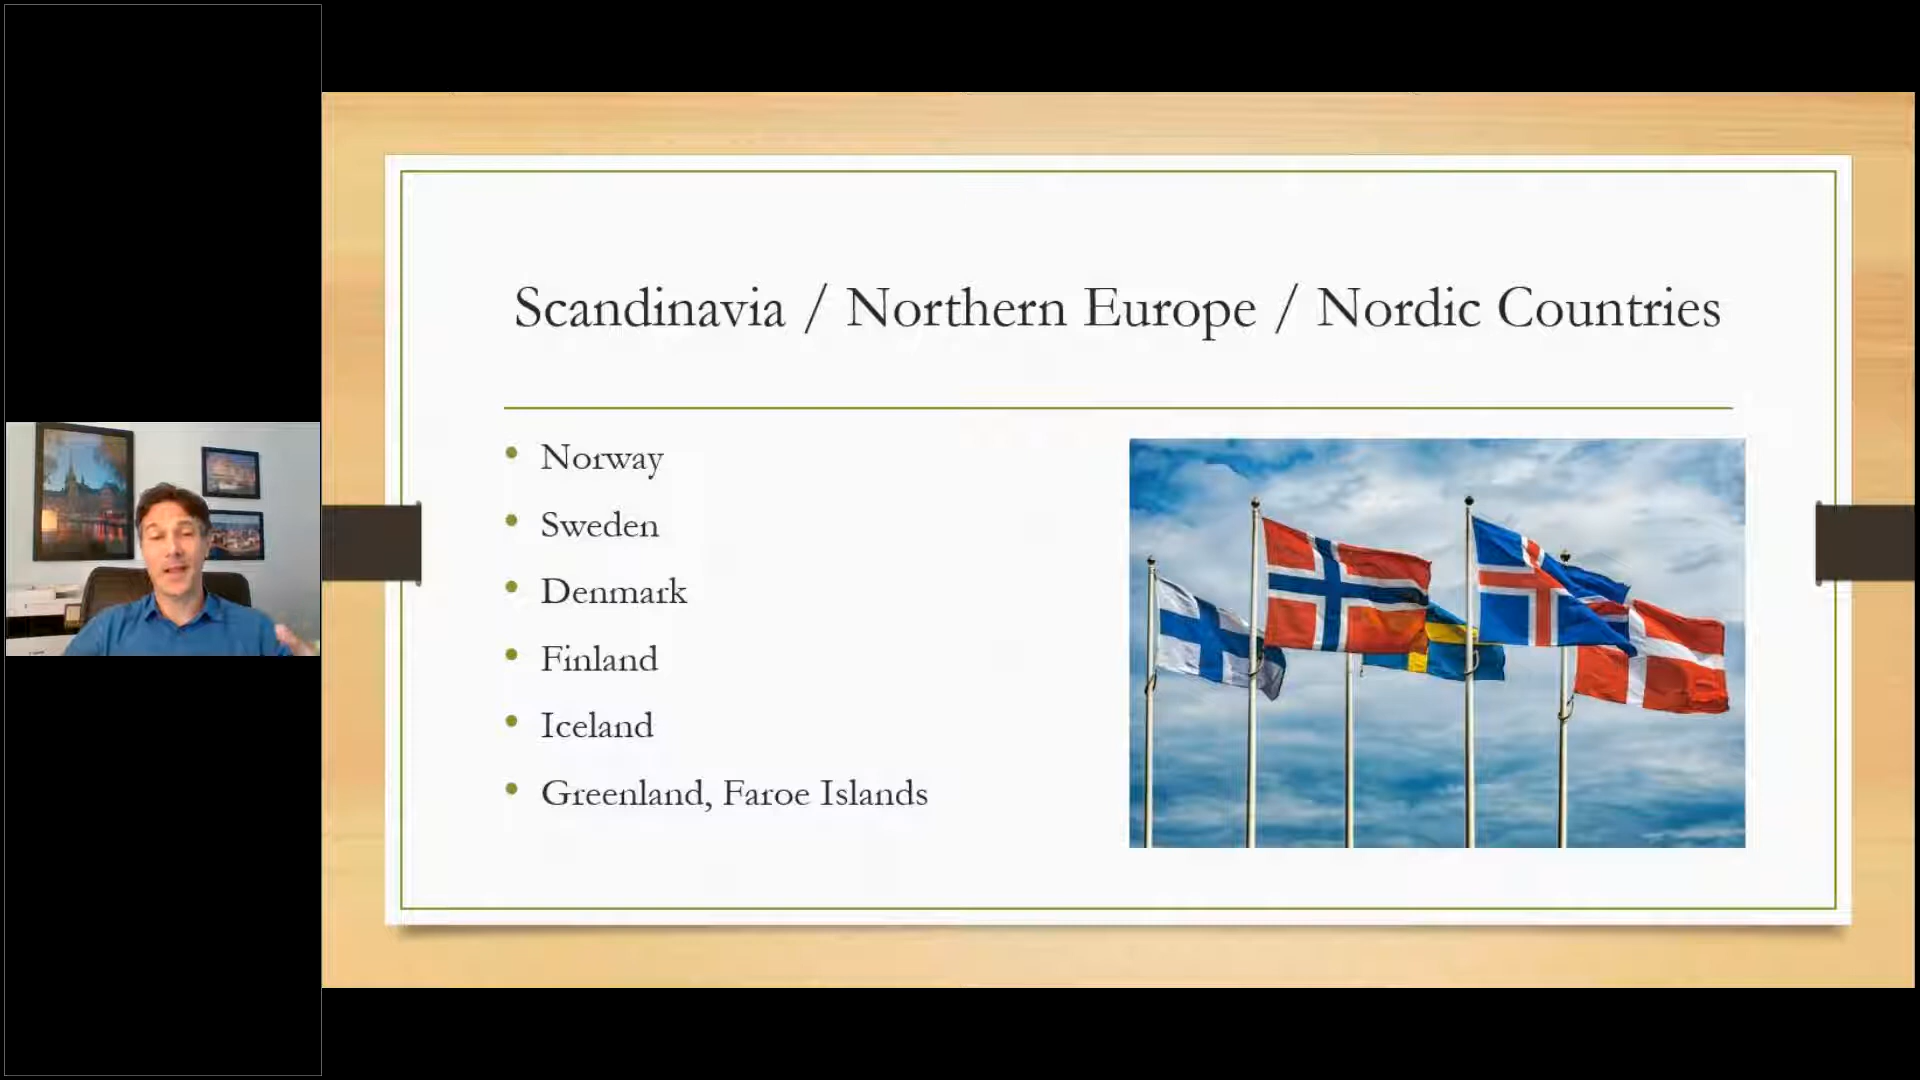 Scandinavia / Northern Europe / Nordic Countries
Norway
Sweden
Denmark
Finland
Iceland
Greenland, Faroe Islands